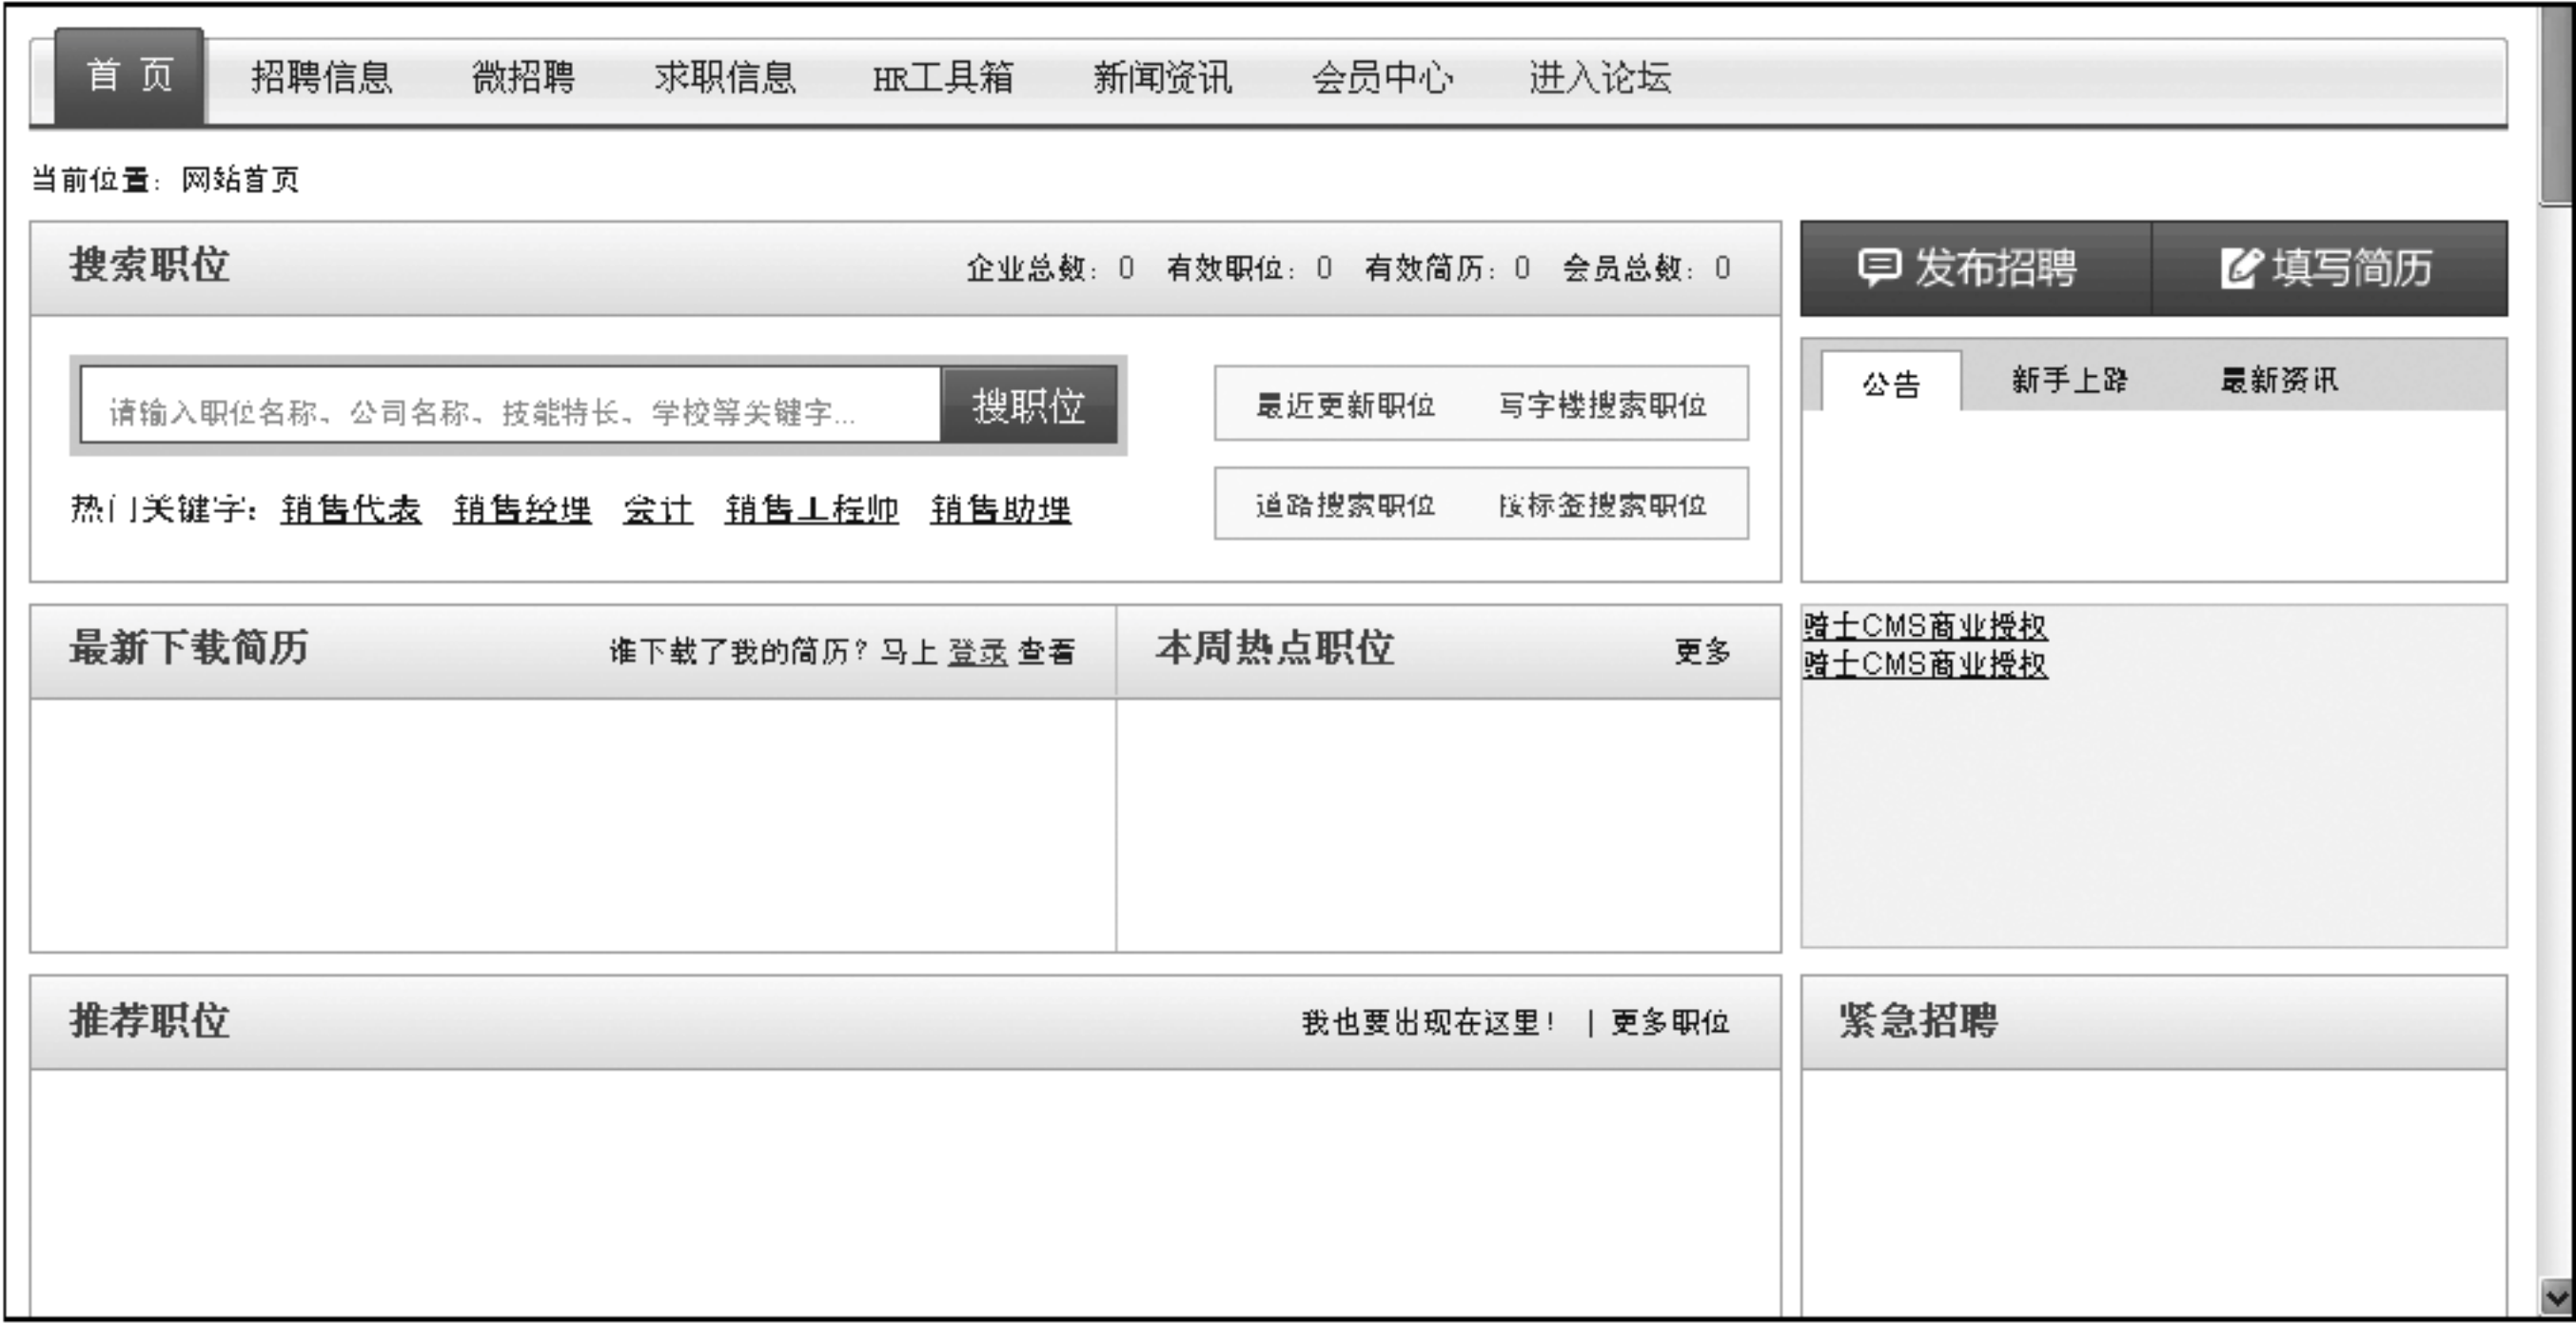 首 页 招聘信息 微招聘 求职信息 HR工具箱 新闻资讯 会员中心 进入论坛
当前位置：网站首页
搜索职位 企业总数：0 有效职位：0 有效简历：0 会员总数：0
发布招聘 填写简历
请输入职位名称、公司名称、技能特长、学校等关键字... 搜职位
最近更新职位 写字楼搜索职位
公告 新手上路 最新资讯
热门关键字：销售代表 销售经理 会计 销售工程师 销售助理
道路搜索职位 按标签搜索职位
最新下载简历 谁下载了我的简历？马上 登录 查看
本周热点职位 更多
骑士CMS商业授权
骑士CMS商业授权
推荐职位 我也要出现在这里！ | 更多职位
紧急招聘